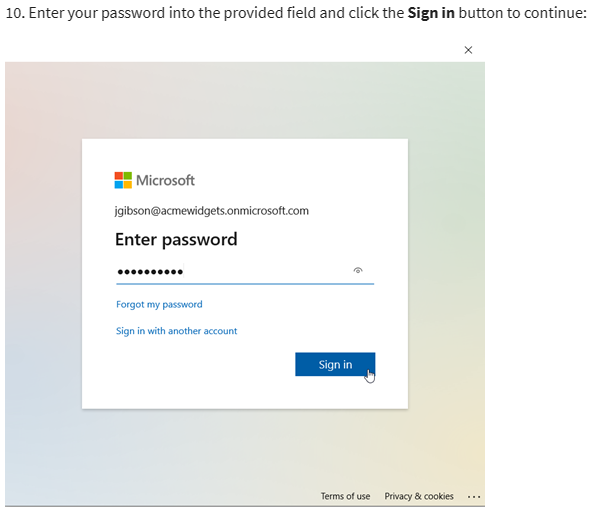 10. Enter your password into the provided field and click the Sign in button to continue:
Microsoft
jgibson@acmewidgets.onmicrosoft.com
Enter password
••••••••••
Forgot my password
Sign in with another account
Sign in
Terms of use Privacy & cookies ...